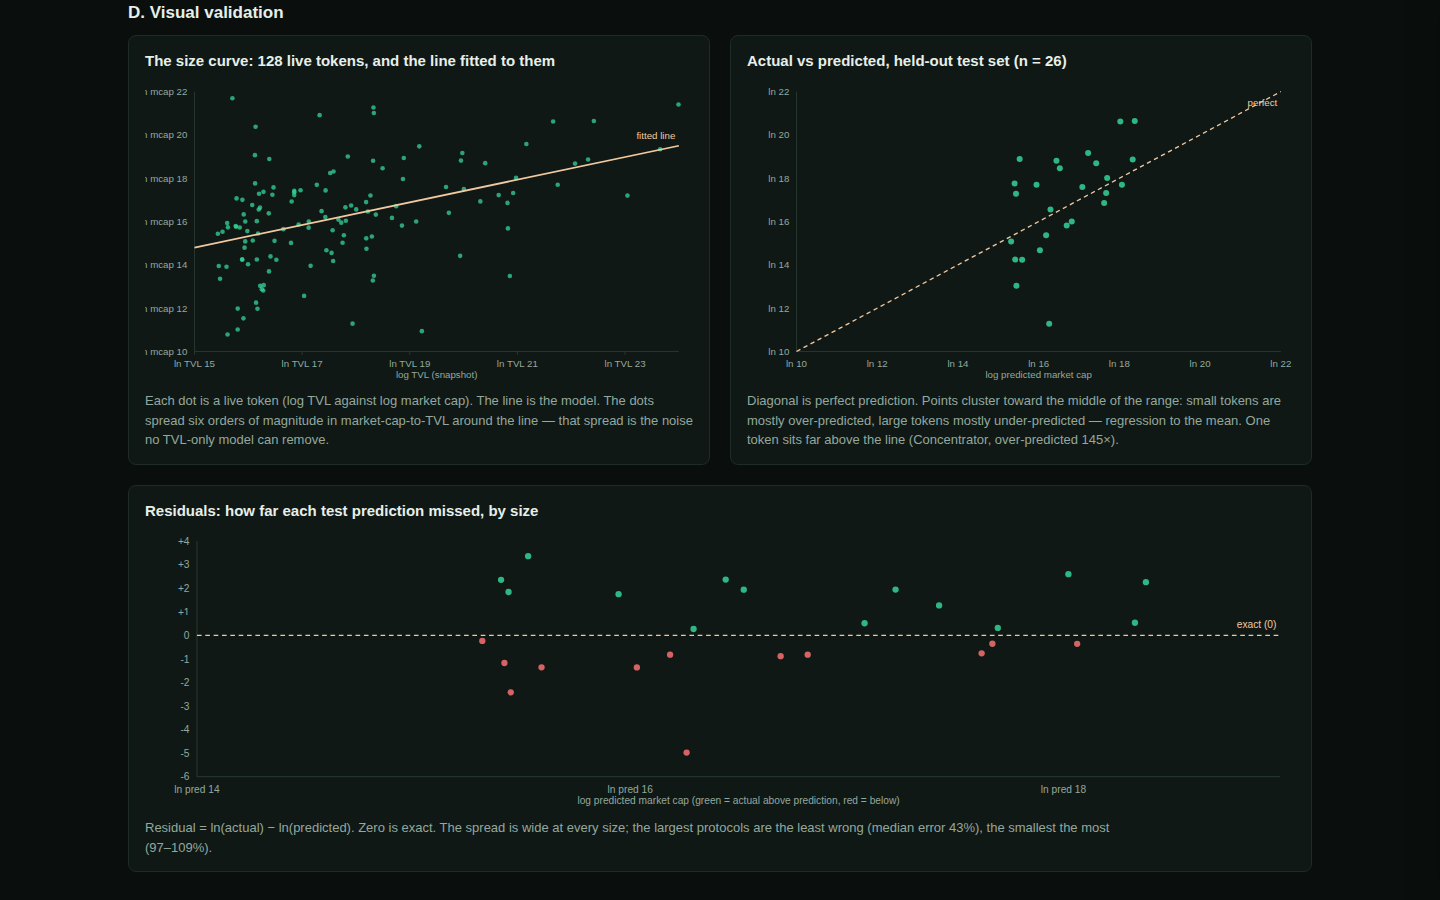 D. Visual validation
The size curve: 128 live tokens, and the line fitted to them
mcap 22
mcap 20
mcap 18
mcap 16
mcap 14
mcap 12
mcap 10
fitted line
ln TVL 15
ln TVL 17
ln TVL 19
ln TVL 21
ln TVL 23
log TVL (snapshot)
Each dot is a live token (log TVL against log market cap). The line is the model. The dots
spread six orders of magnitude in market-cap-to-TVL around the line — that spread is the noise
no TVL-only model can remove.
Actual vs predicted, held-out test set (n = 26)
ln 22
ln 20
ln 18
ln 16
ln 14
ln 12
ln 10
perfect
ln 10
ln 12
ln 14
ln 16
ln 18
ln 20
ln 22
log predicted market cap
Diagonal is perfect prediction. Points cluster toward the middle of the range: small tokens are
mostly over-predicted, large tokens mostly under-predicted — regression to the mean. One
token sits far above the line (Concentrator, over-predicted 145×).
Residuals: how far each test prediction missed, by size
+4
+3
+2
+1
0
-1
-2
-3
-4
-5
-6
exact (0)
ln pred 14
ln pred 16
ln pred 18
log predicted market cap (green = actual above prediction, red = below)
Residual = ln(actual) − ln(predicted). Zero is exact. The spread is wide at every size; the largest protocols are the least wrong (median error 43%), the smallest the most
(97–109%).